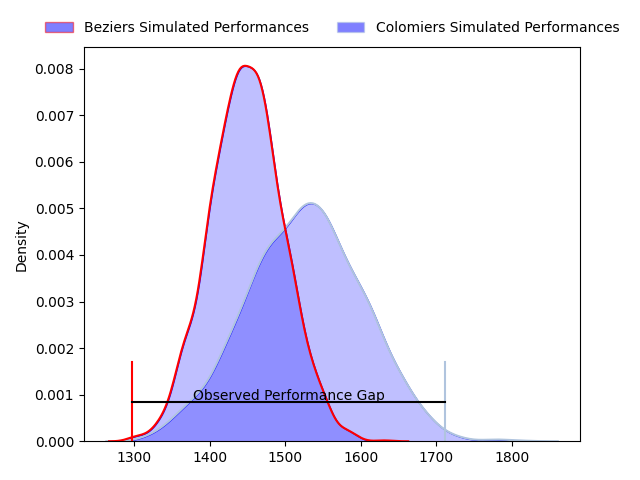 Beziers Simulated Performances
Colomiers Simulated Performances
0.008
0.007
0.006
0.005
0.004
0.003
0.002
0.001
0.000
Density
Observed Performance Gap
1300 1400 1500 1600 1700 1800